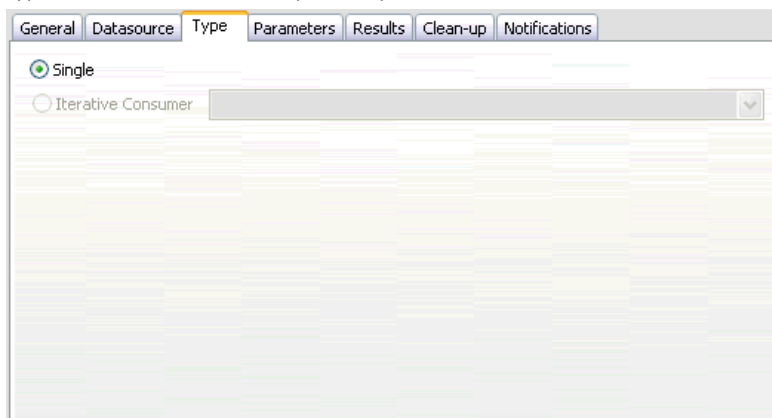 General Datasource Type Parameters Results Clean-up Notifications
Single
Iterative Consumer